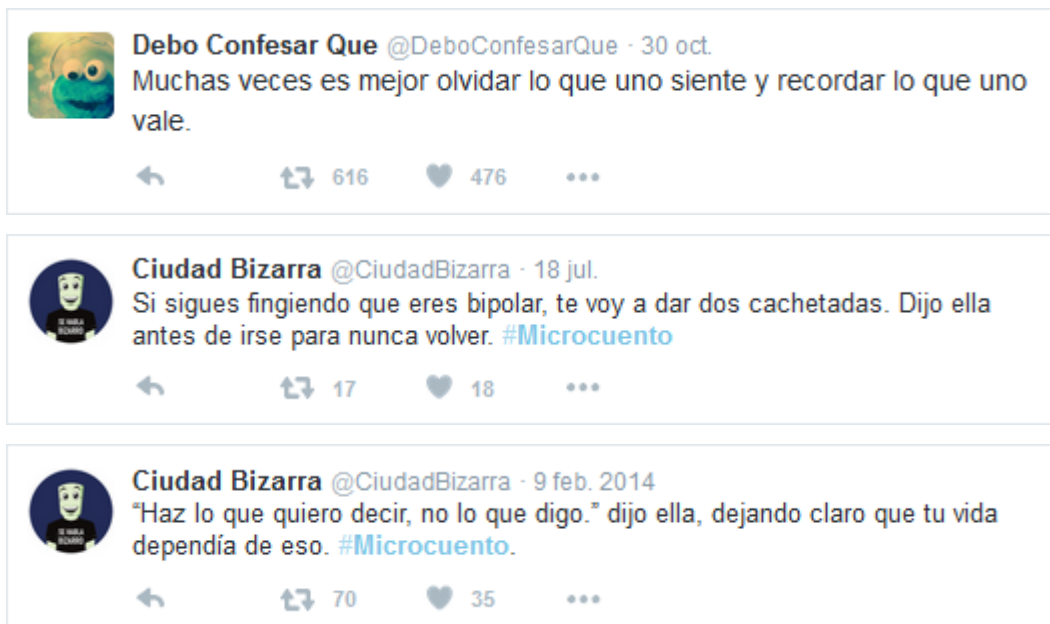 Debo Confesar Que @DeboConfesarQue · 30 oct.
Muchas veces es mejor olvidar lo que uno siente y recordar lo que uno
vale.
616 476
Ciudad Bizarra @CiudadBizarra · 18 jul.
Si sigues fingiendo que eres bipolar, te voy a dar dos cachetadas. Dijo ella
antes de irse para nunca volver. #Microcuento
17 18
Ciudad Bizarra @CiudadBizarra · 9 feb. 2014
“Haz lo que quiero decir, no lo que digo.” dijo ella, dejando claro que tu vida
dependía de eso. #Microcuento.
70 35